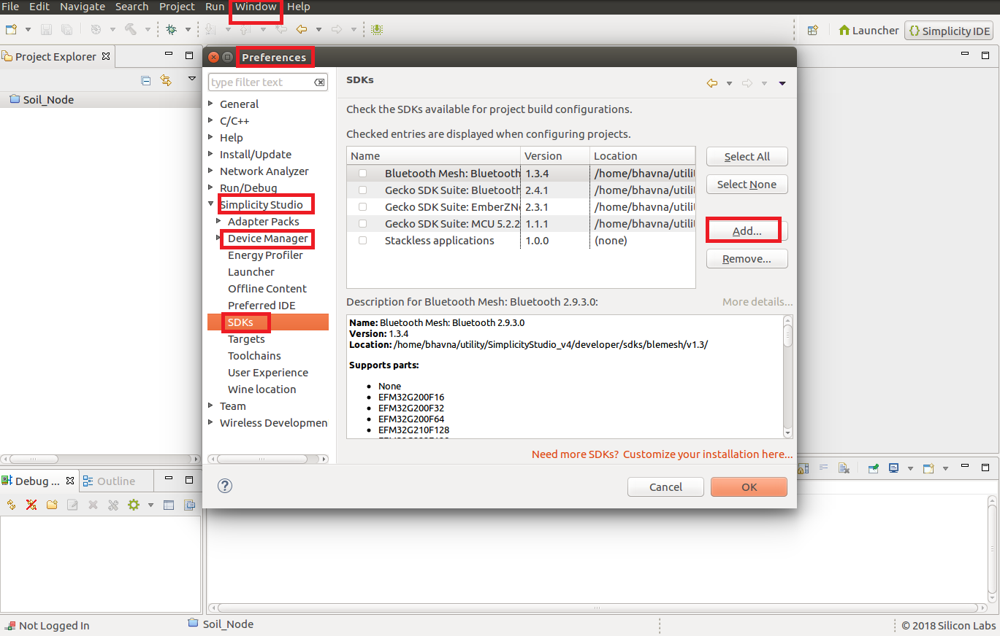 File Edit Navigate Search Project Run Window Help
Launcher
Simplicity IDE
Project Explorer
Soil_Node
Preferences
type filter text
General
C/C++
Help
Install/Update
Network Analyzer
Run/Debug
Simplicity Studio
Adapter Packs
Device Manager
Energy Profiler
Launcher
Offline Content
Preferred IDE
SDKs
Targets
Toolchains
User Experience
Wine location
Team
Wireless Developmen
SDKs
Check the SDKs available for project build configurations.
Checked entries are displayed when configuring projects.
Name Version Location
Bluetooth Mesh: Bluetooth 1.3.4 /home/bhavna/utili
Gecko SDK Suite: Bluetooth 2.4.1 /home/bhavna/utili
Gecko SDK Suite: EmberZN 2.3.1 /home/bhavna/utili
Gecko SDK Suite: MCU 5.2.2 1.1.1 /home/bhavna/utili
Stackless applications 1.0.0 (none)
Select All
Select None
Add...
Remove...
Description for Bluetooth Mesh: Bluetooth 2.9.3.0: More details...
Name: Bluetooth Mesh: Bluetooth 2.9.3.0
Version: 1.3.4
Location: /home/bhavna/utility/SimplicityStudio_v4/developer/sdks/blemesh/v1.3/
Supports parts:
• None
• EFM32G200F16
• EFM32G200F32
• EFM32G200F64
• EFM32G210F128
Need more SDKs? Customize your installation here...
Cancel OK
Debug ...
Outline
Not Logged In
Soil_Node
© 2018 Silicon Labs